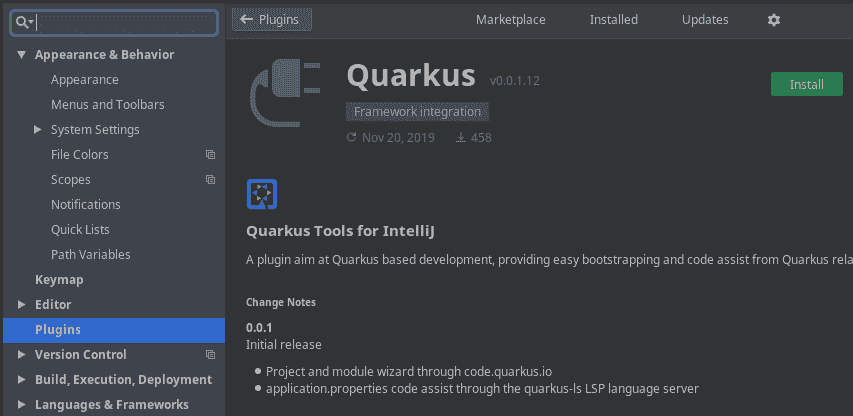 Appearance & Behavior
Appearance
Menus and Toolbars
System Settings
File Colors
Scopes
Notifications
Quick Lists
Path Variables
Keymap
Editor
Plugins
Version Control
Build, Execution, Deployment
Languages & Frameworks
Plugins
Marketplace Installed Updates
Quarkus v0.0.1.12
Install
Framework integration
Nov 20, 2019 458
Quarkus Tools for IntelliJ
A plugin aim at Quarkus based development, providing easy bootstrapping and code assist from Quarkus rela
Change Notes
0.0.1
Initial release
Project and module wizard through code.quarkus.io
application.properties code assist through the quarkus-ls LSP language server